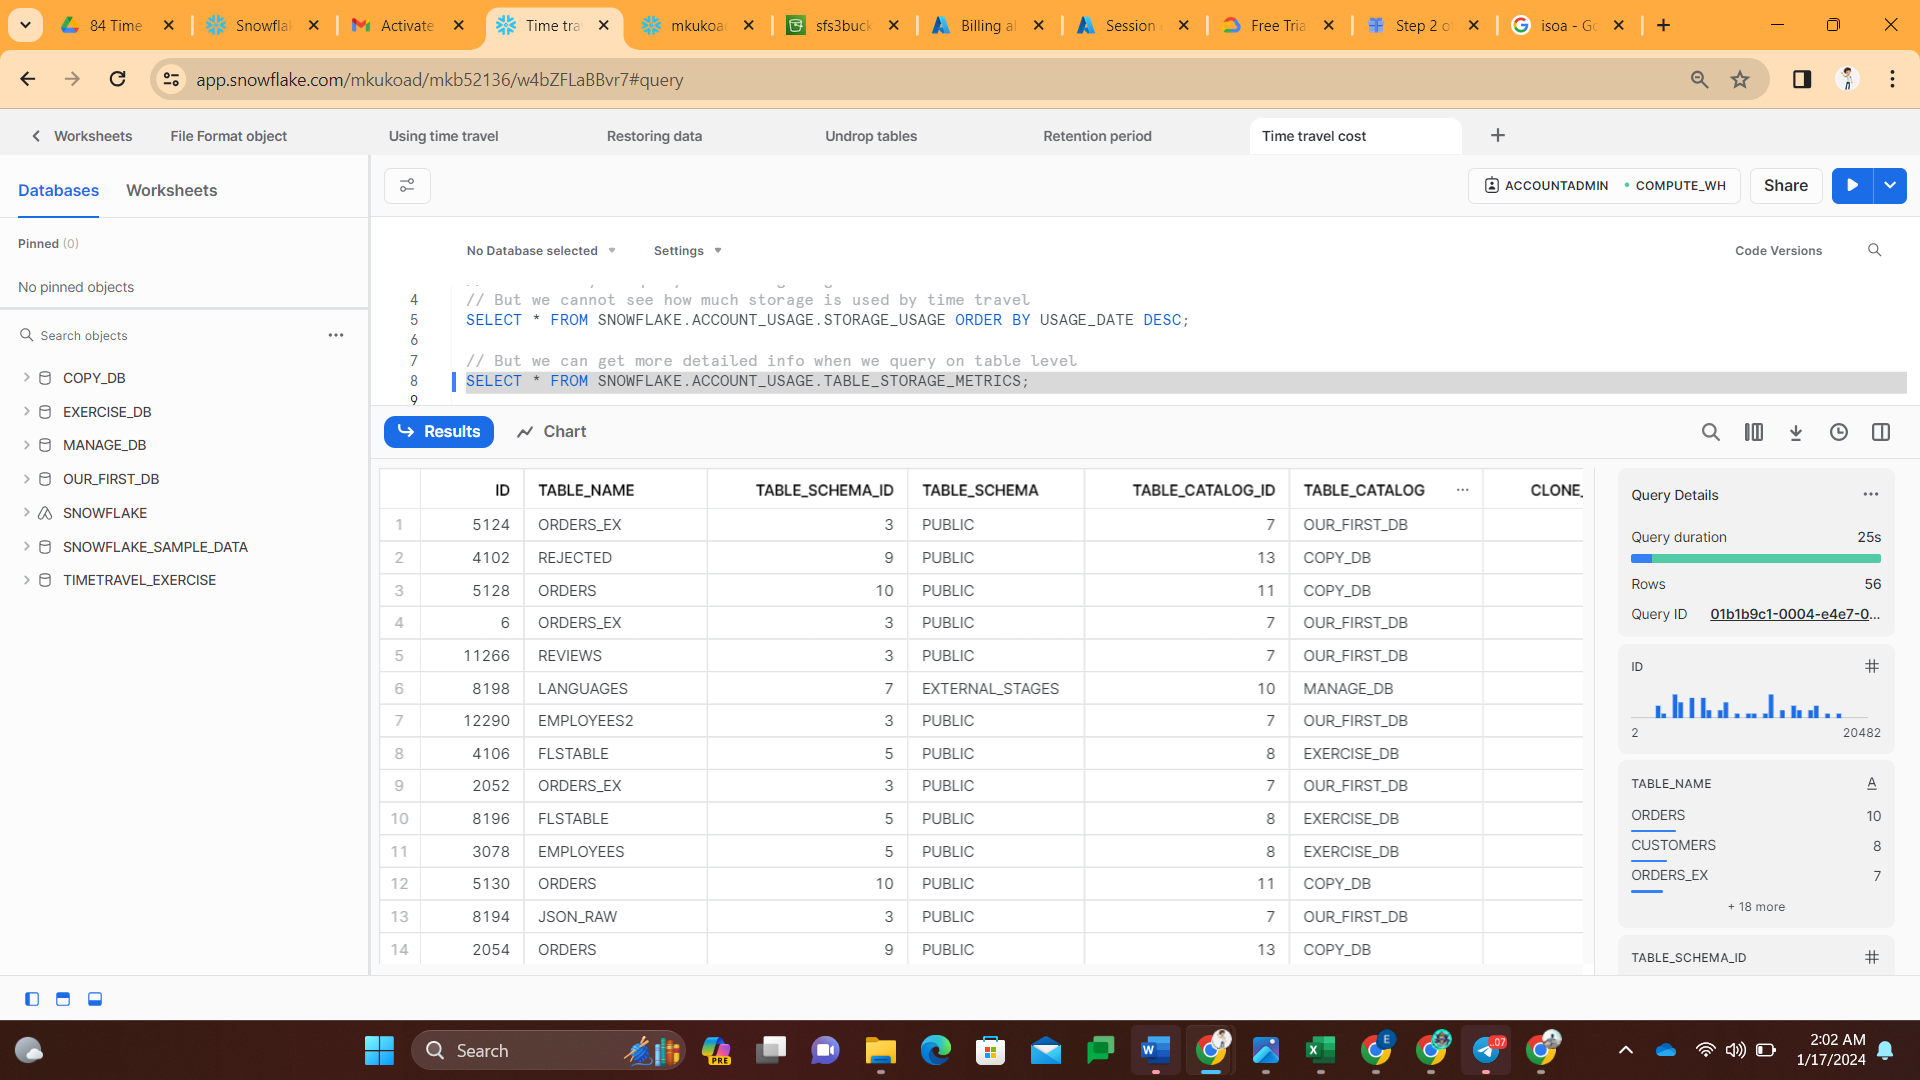 84 Time
Snowfla
Activate
Time tra
mkukoa
sfs3buck
Billing al
Session
Free Tria
Step 2 o
isoa - Go
app.snowflake.com/mkukoad/mkb52136/w4bZFLaBBvr7#query
Worksheets
File Format object
Using time travel
Restoring data
Undrop tables
Retention period
Time travel cost
Databases
Worksheets
ACCOUNTADMIN
COMPUTE_WH
Share
Pinned (0)
No pinned objects
Search objects
COPY_DB
EXERCISE_DB
MANAGE_DB
OUR_FIRST_DB
SNOWFLAKE
SNOWFLAKE_SAMPLE_DATA
TIMETRAVEL_EXERCISE
No Database selected
Settings
Code Versions
4 // But we cannot see how much storage is used by time travel
5 SELECT * FROM SNOWFLAKE.ACCOUNT_USAGE.STORAGE_USAGE ORDER BY USAGE_DATE DESC;
6
7 // But we can get more detailed info when we query on table level
8 SELECT * FROM SNOWFLAKE.ACCOUNT_USAGE.TABLE_STORAGE_METRICS;
9
Results
Chart
ID TABLE_NAME TABLE_SCHEMA_ID TABLE_SCHEMA TABLE_CATALOG_ID TABLE_CATALOG ... CLONE_
1 5124 ORDERS_EX 3 PUBLIC 7 OUR_FIRST_DB
2 4102 REJECTED 9 PUBLIC 13 COPY_DB
3 5128 ORDERS 10 PUBLIC 11 COPY_DB
4 6 ORDERS_EX 3 PUBLIC 7 OUR_FIRST_DB
5 11266 REVIEWS 3 PUBLIC 7 OUR_FIRST_DB
6 8198 LANGUAGES 7 EXTERNAL_STAGES 10 MANAGE_DB
7 12290 EMPLOYEES2 3 PUBLIC 7 OUR_FIRST_DB
8 4106 FLSTABLE 5 PUBLIC 8 EXERCISE_DB
9 2052 ORDERS_EX 3 PUBLIC 7 OUR_FIRST_DB
10 8196 FLSTABLE 5 PUBLIC 8 EXERCISE_DB
11 3078 EMPLOYEES 5 PUBLIC 8 EXERCISE_DB
12 5130 ORDERS 10 PUBLIC 11 COPY_DB
13 8194 JSON_RAW 3 PUBLIC 7 OUR_FIRST_DB
14 2054 ORDERS 9 PUBLIC 13 COPY_DB
Query Details
Query duration 25s
Rows 56
Query ID 01b1b9c1-0004-e4e7-0...
ID
2 20482
TABLE_NAME A
ORDERS 10
CUSTOMERS 8
ORDERS_EX 7
+ 18 more
TABLE_SCHEMA_ID
Search
PRE
W
X
E
.07
2:02 AM
1/17/2024